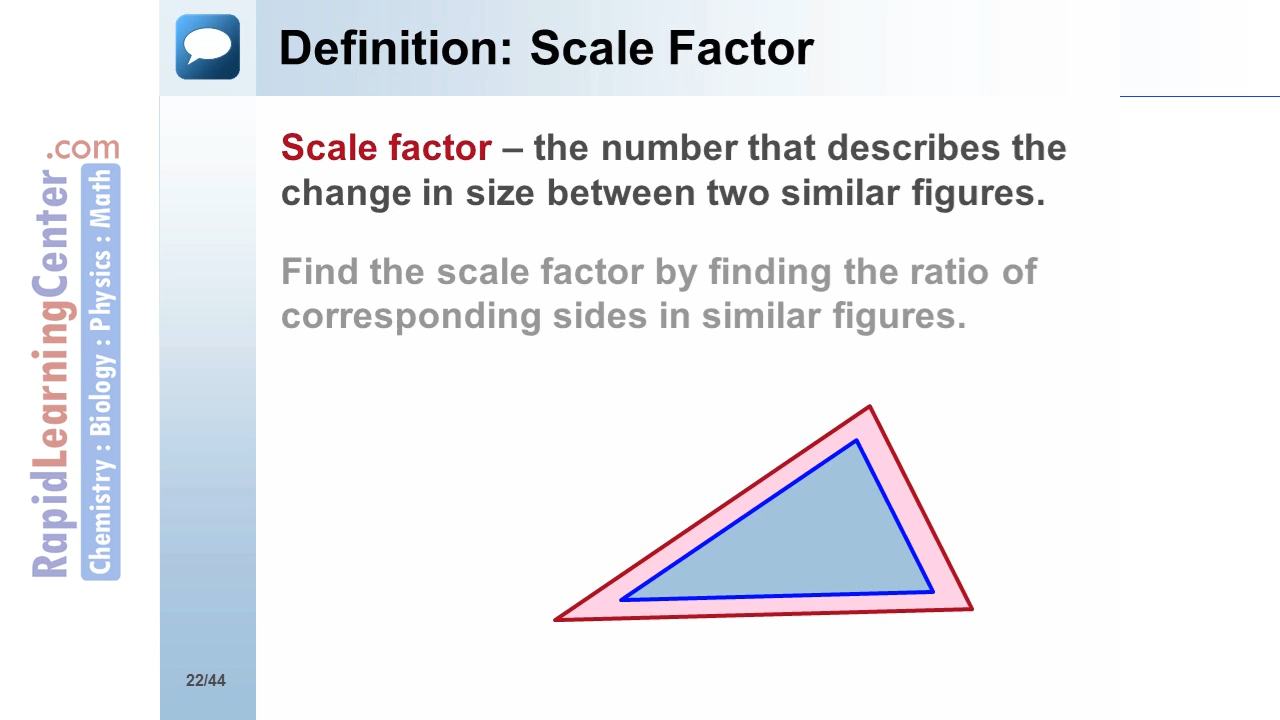 Definition: Scale Factor
Scale factor – the number that describes the
change in size between two similar figures.
Find the scale factor by finding the ratio of
corresponding sides in similar figures.
RapidLearningCenter.com
Chemistry : Biology : Physics : Math
22/44